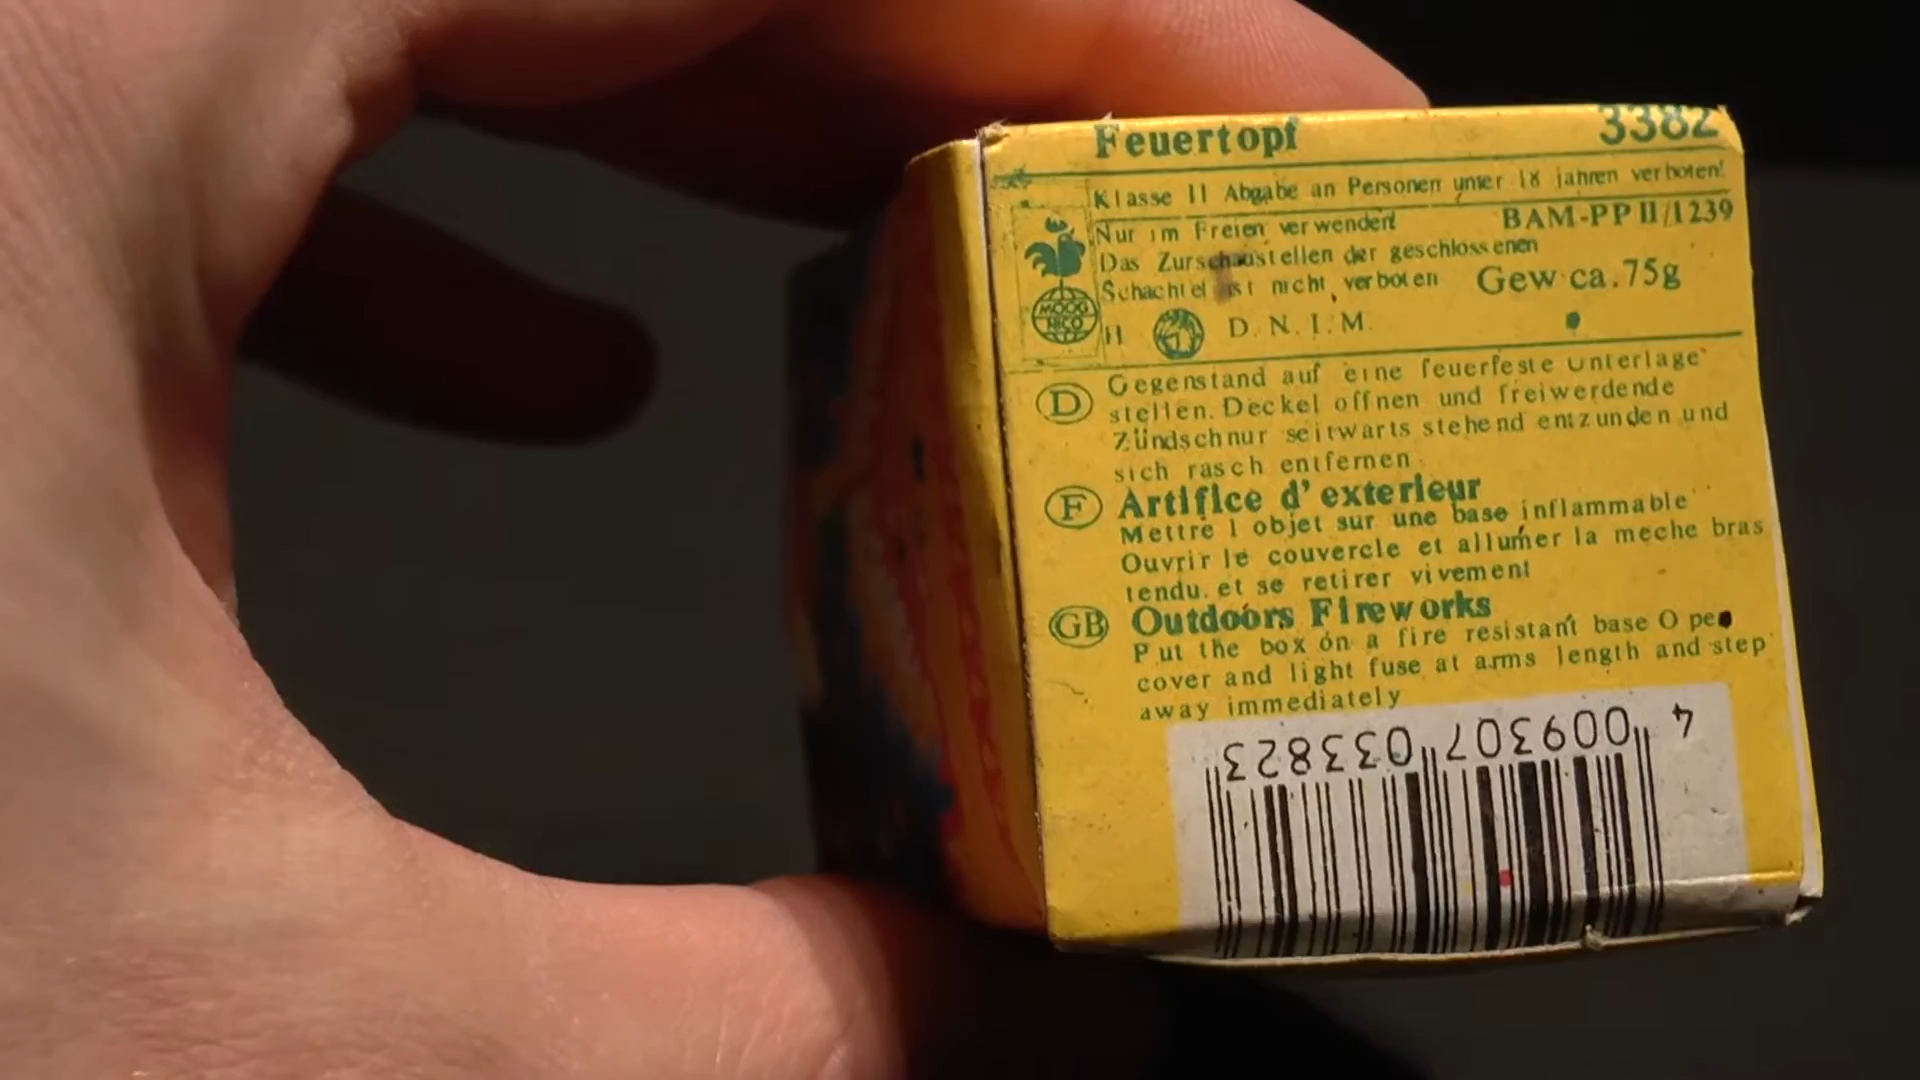 Feuertopf 3382
Klasse II Abgabe an Personen unter 18 jahren verboten!
Nur im Freien verwenden! BAM-PP II/1239
Das Zurschaustellen der geschlossenen
Schachtel ist nicht verboten Gew. ca. 75g
MOOG
NICO
H D. N. I. M.
D Gegenstand auf eine feuerfeste unterlage
stellen. Deckel offnen und freiwerdende
Zündschnur seitwarts stehend entzunden und
sich rasch entfernen
F Artifice d' exterieur
Mettre l objet sur une base inflammable
Ouvrir le couvercle et allumer la meche bras
tendu. et se retirer vivement
GB Outdoors Fireworks
Put the box on a fire resistant base Open
cover and light fuse at arms length and step
away immediately
4 009307 033823